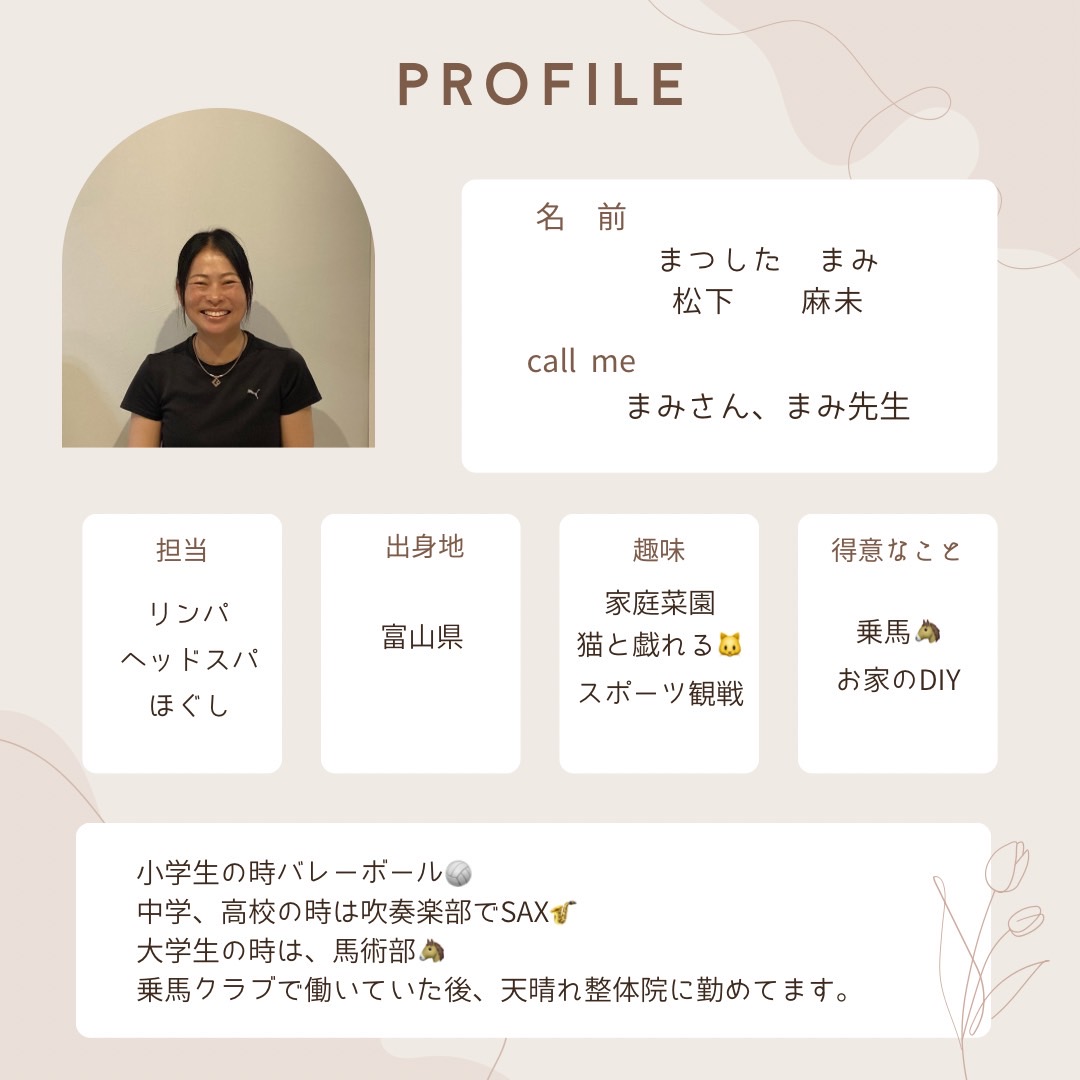 PROFILE
名　前
まつした　まみ
松下　　麻未
call me
まみさん、まみ先生
担当
リンパ
ヘッドスパ
ほぐし
出身地
富山県
趣味
家庭菜園
猫と戯れる🐱
スポーツ観戦
得意なこと
乗馬🐴
お家のDIY
小学生の時バレーボール🏐
中学、高校の時は吹奏楽部でSAX🎷
大学生の時は、馬術部🐴
乗馬クラブで働いていた後、天晴れ整体院に勤めてます。